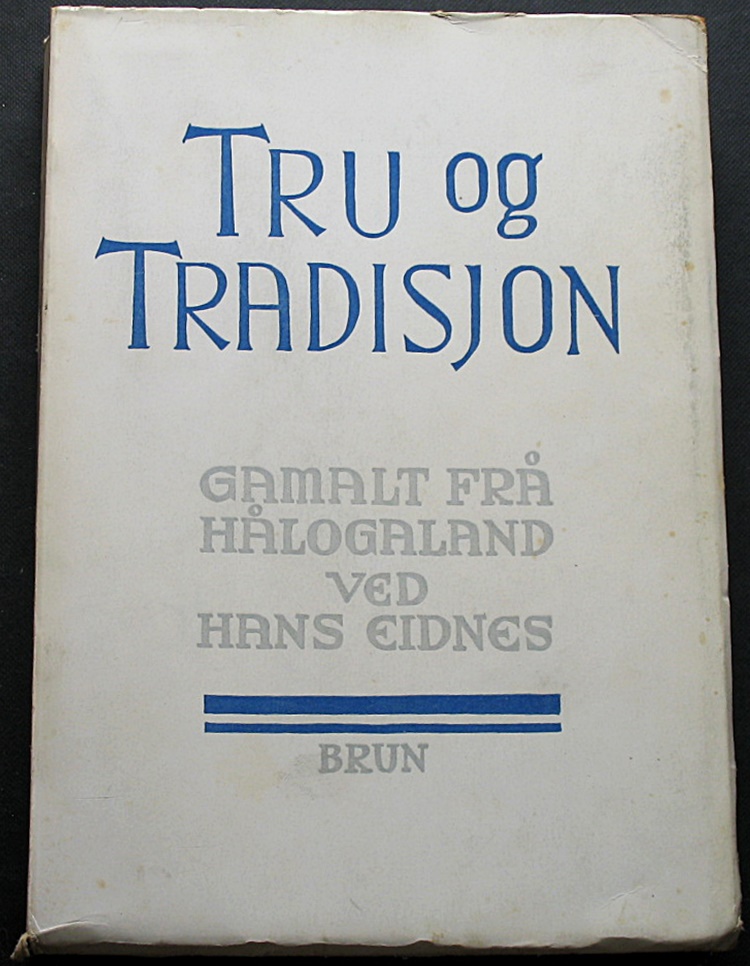 TRU og
TRADISJON
GAMALT FRÅ
HÅLOGALAND
VED
HANS EIDNES
BRUN